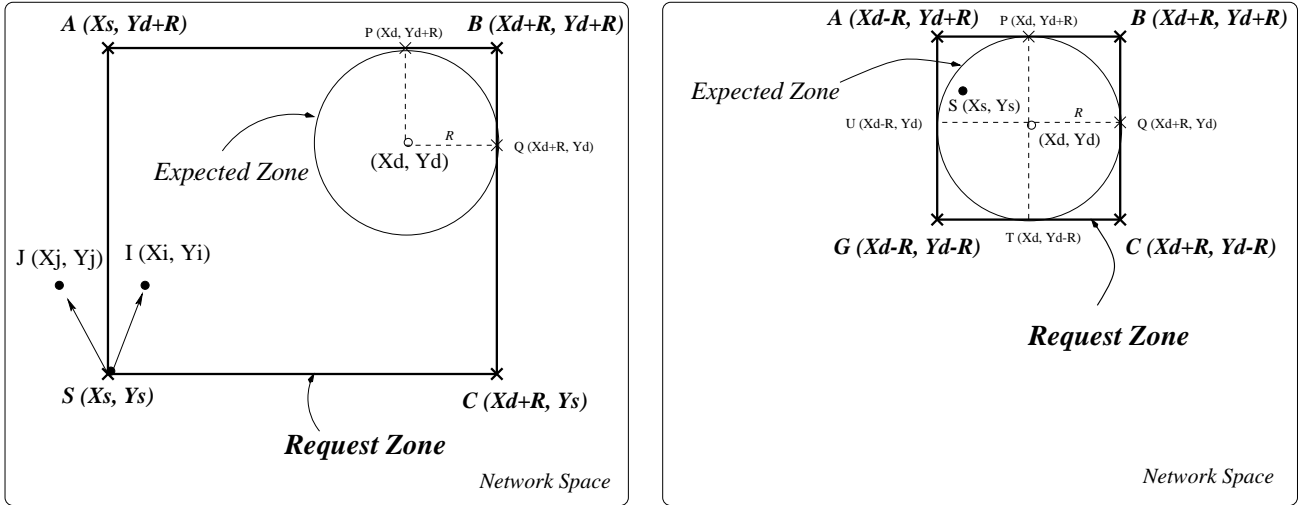 A (Xs, Yd+R)
P (Xd, Yd+R)
B (Xd+R, Yd+R)
R
(Xd, Yd)
Q (Xd+R, Yd)
Expected Zone
J (Xj, Yj)
I (Xi, Yi)
S (Xs, Ys)
C (Xd+R, Ys)
Request Zone
Network Space
A (Xd-R, Yd+R)
P (Xd, Yd+R)
B (Xd+R, Yd+R)
Expected Zone
S (Xs, Ys)
U (Xd-R, Yd)
R
Q (Xd+R, Yd)
(Xd, Yd)
G (Xd-R, Yd-R)
T (Xd, Yd-R)
C (Xd+R, Yd-R)
Request Zone
Network Space